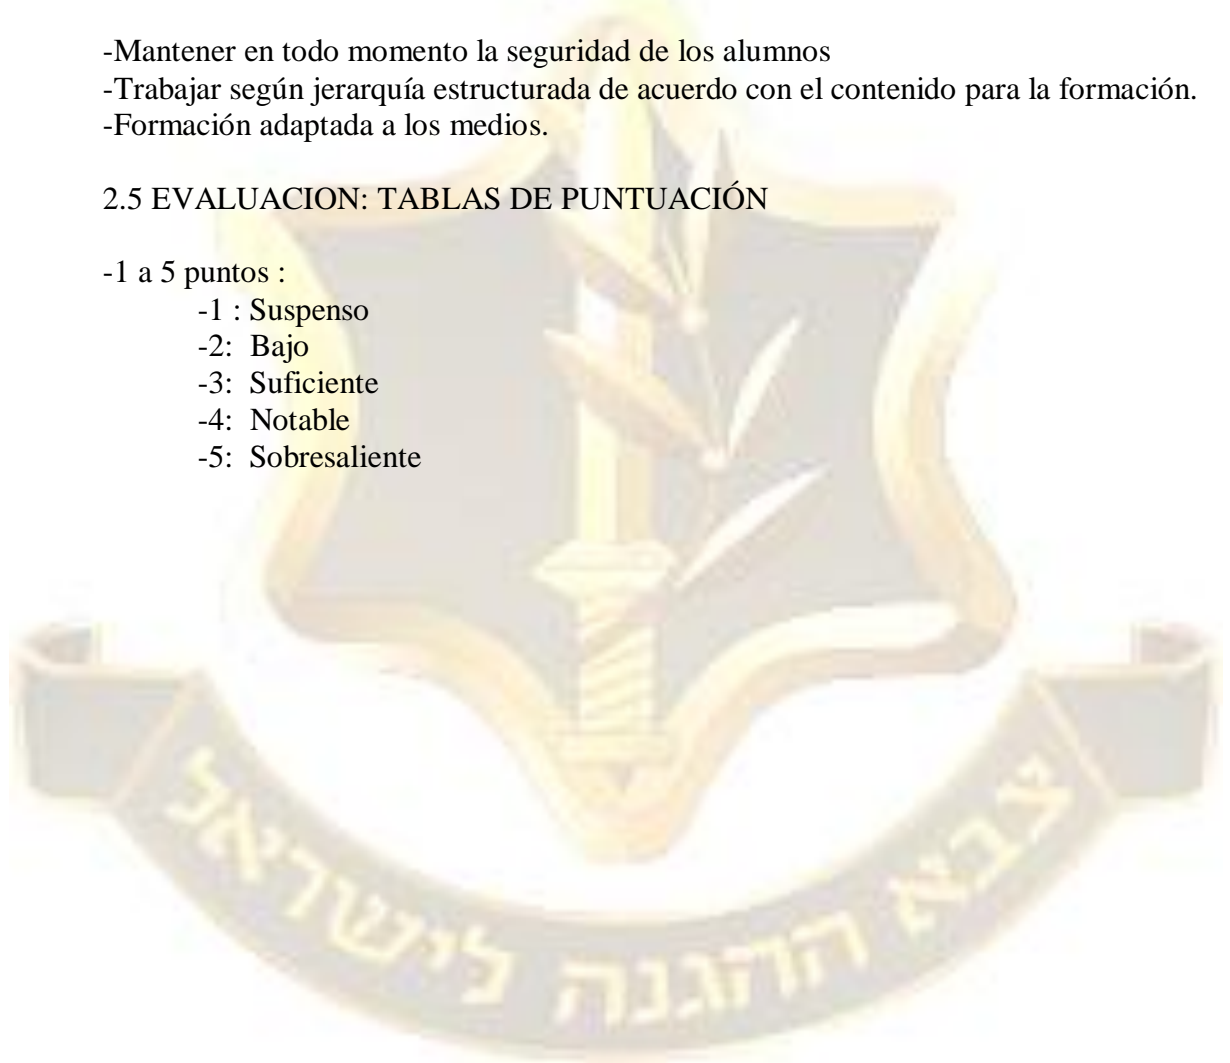 -Mantener en todo momento la seguridad de los alumnos
-Trabajar según jerarquía estructurada de acuerdo con el contenido para la formación.
-Formación adaptada a los medios.
2.5 EVALUACION: TABLAS DE PUNTUACIÓN
-1 a 5 puntos :
-1 : Suspenso
-2: Bajo
-3: Suficiente
-4: Notable
-5: Sobresaliente
צבא ההגנה לישראל